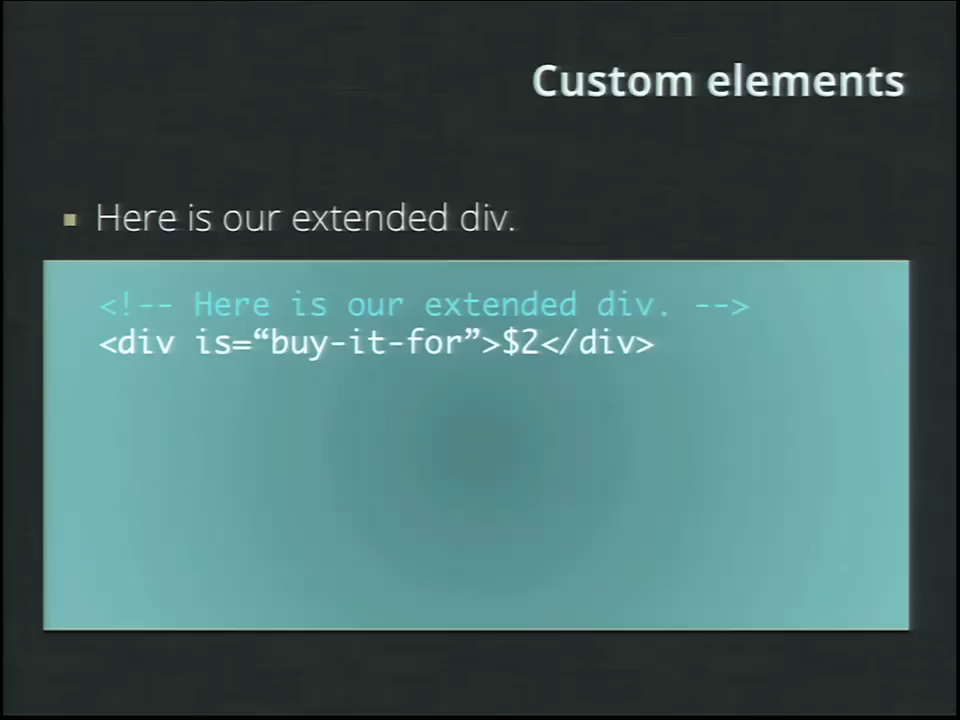 Custom elements
Here is our extended div.
<!-- Here is our extended div. -->
<div is=“buy-it-for”>$2</div>